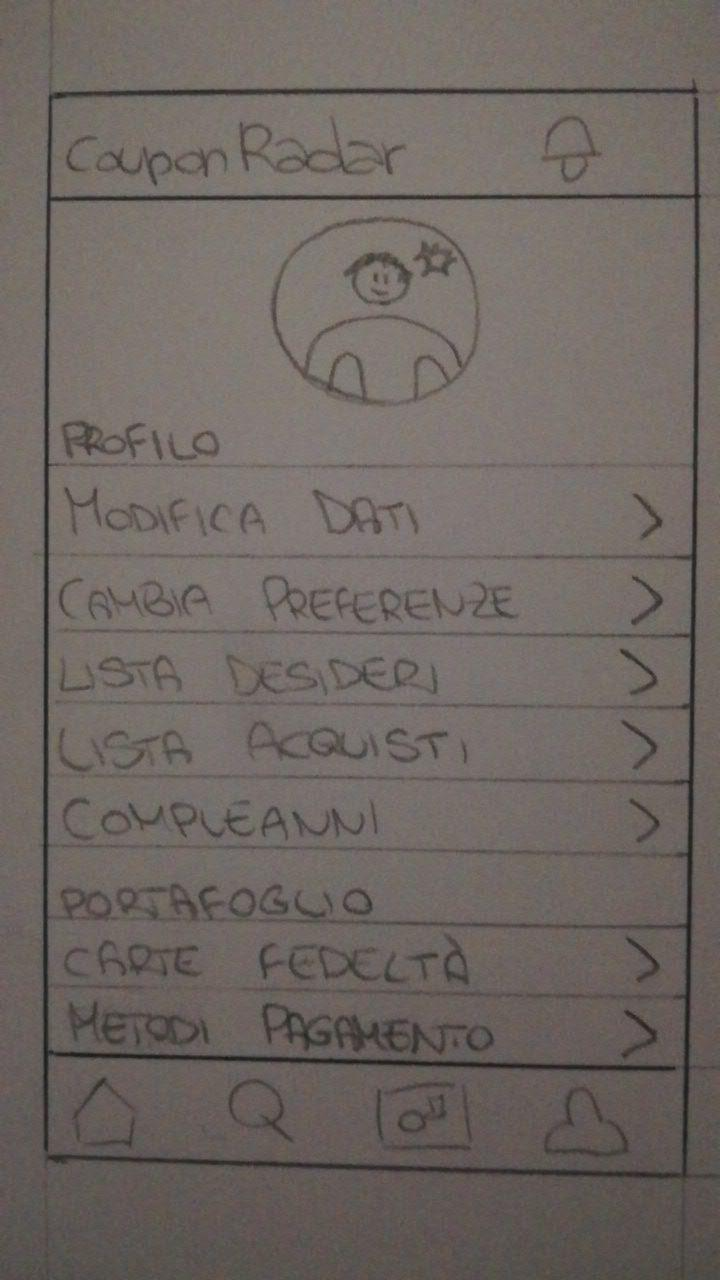 CouponRadar
PROFILO
MODIFICA DATI
CAMBIA PREFERENZE
LISTA DESIDERI
LISTA ACQUISTI
COMPLEANNI
PORTAFOGLIO
CARTE FEDELTÀ
METODI PAGAMENTO